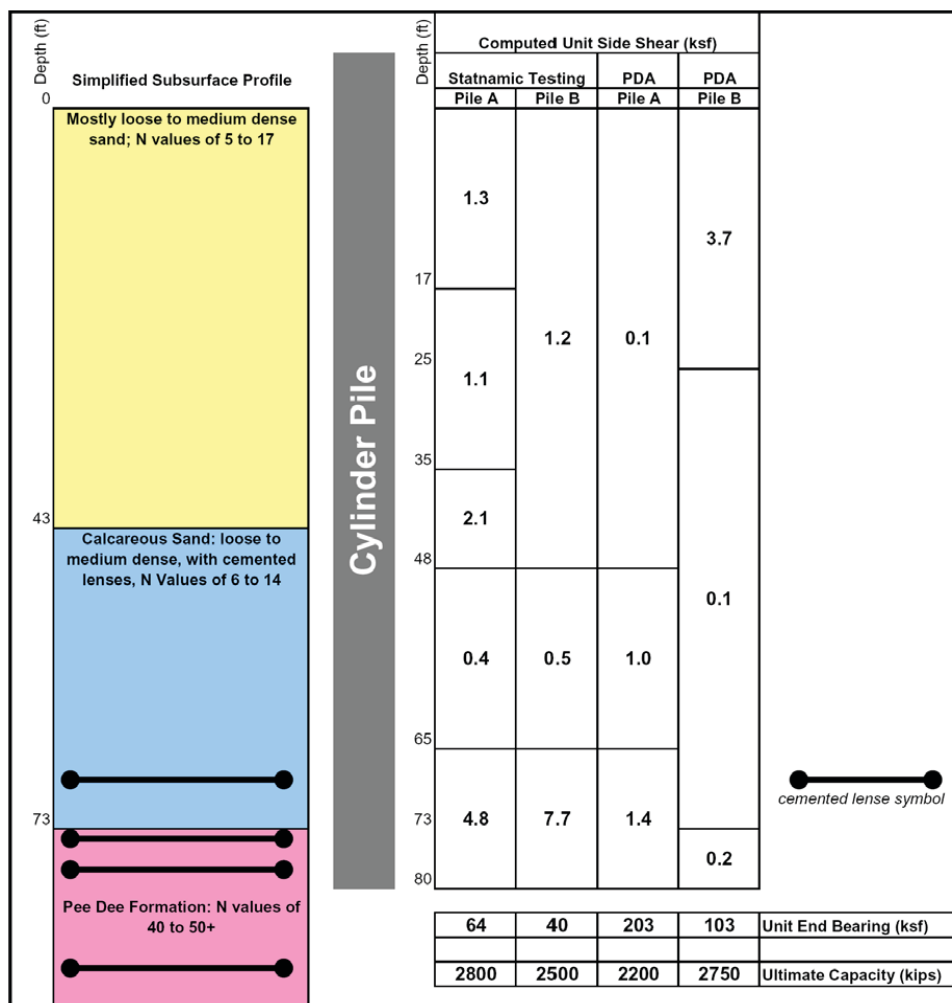 Depth (ft)
Simplified Subsurface Profile
0
Mostly loose to medium dense
sand; N values of 5 to 17
43
Calcareous Sand: loose to
medium dense, with cemented
lenses, N Values of 6 to 14
73
Pee Dee Formation: N values of
40 to 50+
Cylinder Pile
Depth (ft)
Computed Unit Side Shear (ksf)
Statnamic Testing PDA PDA
Pile A Pile B Pile A Pile B
1.3
3.7
17
1.2 0.1
25
1.1
35
2.1
48
0.1
0.4 0.5 1.0
65
4.8 7.7 1.4
73
0.2
80
cemented lense symbol
64 40 203 103 Unit End Bearing (ksf)
2800 2500 2200 2750 Ultimate Capacity (kips)